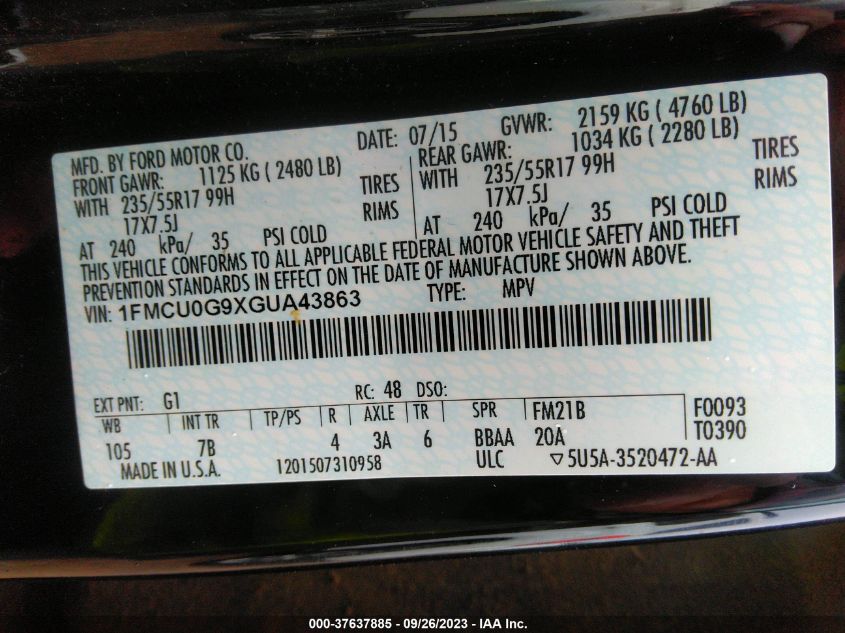 MFD. BY FORD MOTOR CO. DATE: 07/15 GVWR: 2159 KG ( 4760 LB)
FRONT GAWR: 1125 KG ( 2480 LB) REAR GAWR: 1034 KG ( 2280 LB)
WITH 235/55R17 99H TIRES WITH 235/55R17 99H TIRES
17X7.5J RIMS 17X7.5J RIMS
AT 240 kPa/ 35 PSI COLD AT 240 kPa/ 35 PSI COLD
THIS VEHICLE CONFORMS TO ALL APPLICABLE FEDERAL MOTOR VEHICLE SAFETY AND THEFT
PREVENTION STANDARDS IN EFFECT ON THE DATE OF MANUFACTURE SHOWN ABOVE.
VIN: 1FMCU0G9XGUA43863 TYPE: MPV
EXT PNT: G1 RC: 48 DSO:
WB INT TR TP/PS R AXLE TR SPR FM21B F0093
105 7B 4 3A 6 BBAA 20A T0390
MADE IN U.S.A. 1201507310958 ULC ▽5U5A-3520472-AA
000-37637885 - 09/26/2023 - IAA Inc.